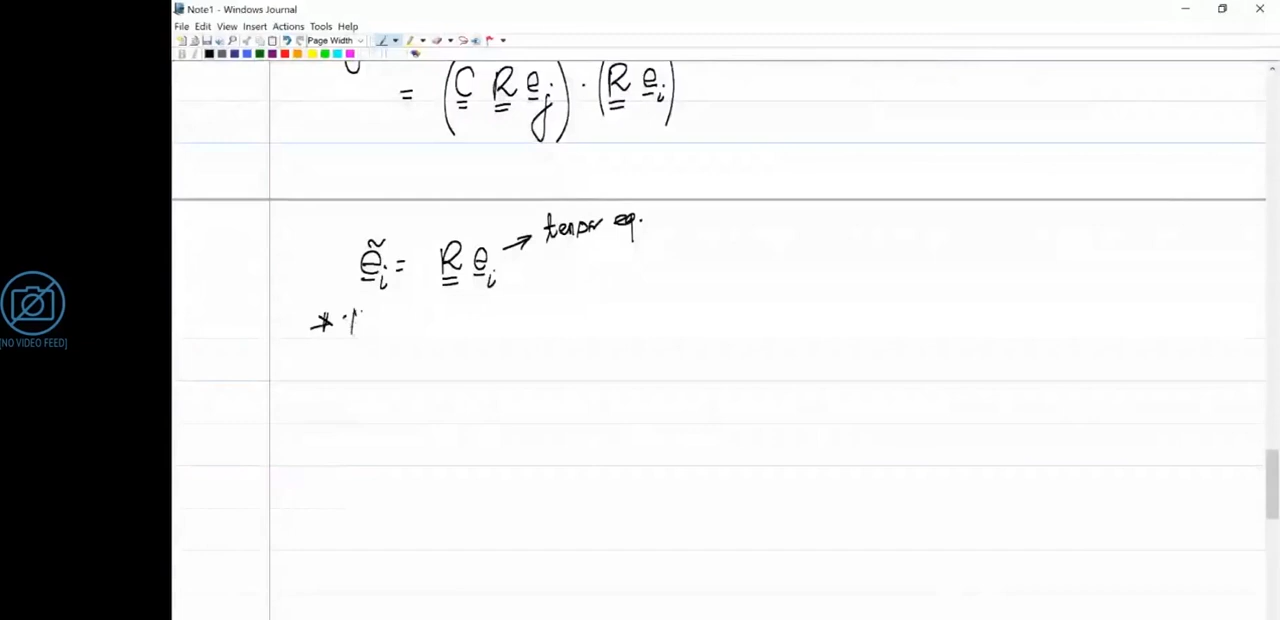 Note1 - Windows Journal
File Edit View Insert Actions Tools Help
Page Width
= (C R e_j) · (R e_i)
ẽ_i = R e_i → tensor eq.
*
[NO VIDEO FEED]